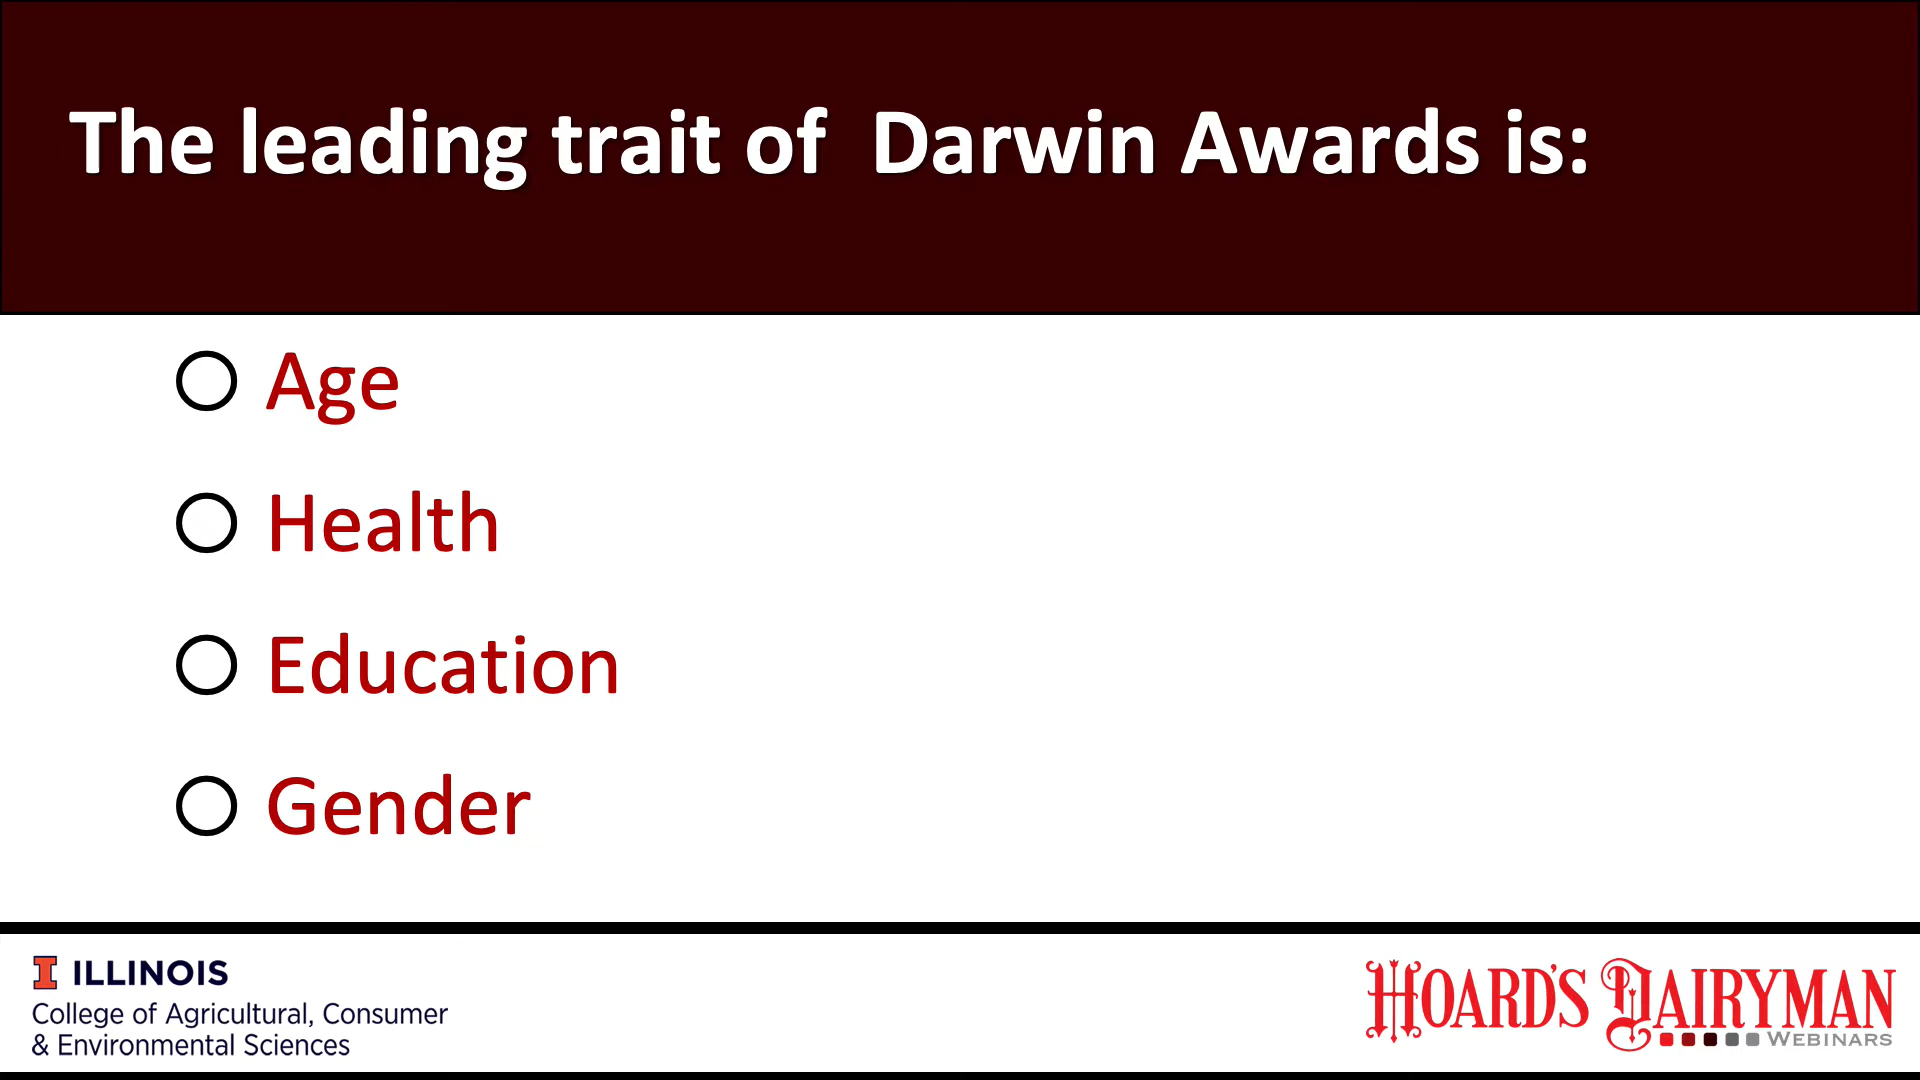 The leading trait of  Darwin Awards is:
Age
Health
Education
Gender
I ILLINOIS
College of Agricultural, Consumer
& Environmental Sciences
HOARD'S DAIRYMAN
WEBINARS